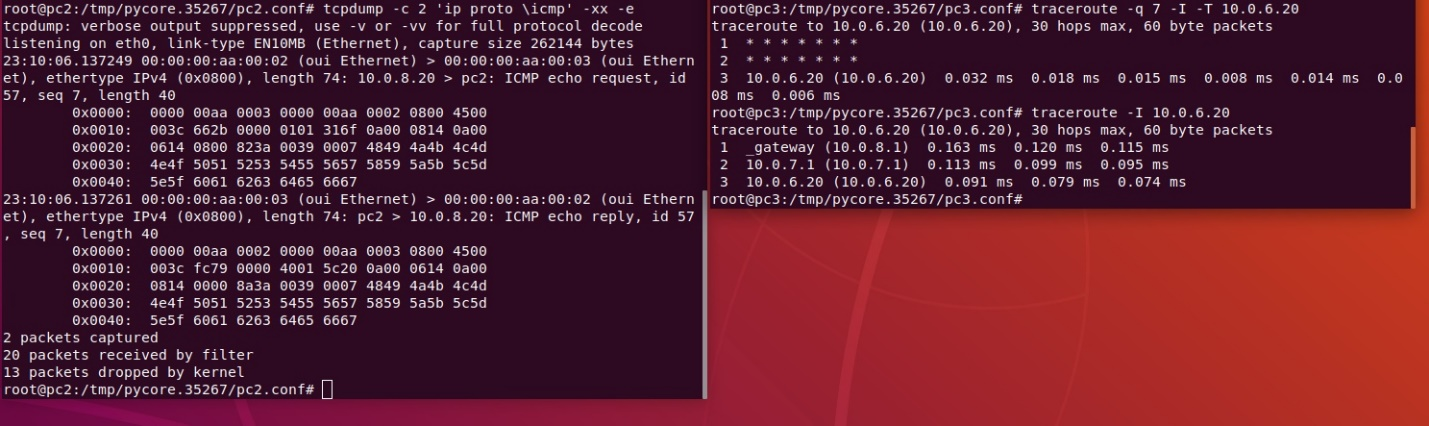 root@pc2:/tmp/pycore.35267/pc2.conf# tcpdump -c 2 'ip proto \icmp' -xx -e
tcpdump: verbose output suppressed, use -v or -vv for full protocol decode
listening on eth0, link-type EN10MB (Ethernet), capture size 262144 bytes
23:10:06.137249 00:00:00:aa:00:02 (oui Ethernet) > 00:00:00:aa:00:03 (oui Ethern
et), ethertype IPv4 (0x0800), length 74: 10.0.8.20 > pc2: ICMP echo request, id
57, seq 7, length 40
0x0000:  0000 00aa 0003 0000 00aa 0002 0800 4500
0x0010:  003c 662b 0000 0101 316f 0a00 0814 0a00
0x0020:  0614 0800 823a 0039 0007 4849 4a4b 4c4d
0x0030:  4e4f 5051 5253 5455 5657 5859 5a5b 5c5d
0x0040:  5e5f 6061 6263 6465 6667
23:10:06.137261 00:00:00:aa:00:03 (oui Ethernet) > 00:00:00:aa:00:02 (oui Ethern
et), ethertype IPv4 (0x0800), length 74: pc2 > 10.0.8.20: ICMP echo reply, id 57
, seq 7, length 40
0x0000:  0000 00aa 0002 0000 00aa 0003 0800 4500
0x0010:  003c fc79 0000 4001 5c20 0a00 0614 0a00
0x0020:  0814 0000 8a3a 0039 0007 4849 4a4b 4c4d
0x0030:  4e4f 5051 5253 5455 5657 5859 5a5b 5c5d
0x0040:  5e5f 6061 6263 6465 6667
2 packets captured
20 packets received by filter
13 packets dropped by kernel
root@pc2:/tmp/pycore.35267/pc2.conf#
root@pc3:/tmp/pycore.35267/pc3.conf# traceroute -q 7 -I -T 10.0.6.20
traceroute to 10.0.6.20 (10.0.6.20), 30 hops max, 60 byte packets
1  * * * * * * *
2  * * * * * * *
3  10.0.6.20 (10.0.6.20)  0.032 ms  0.018 ms  0.015 ms  0.008 ms  0.014 ms  0.0
08 ms  0.006 ms
root@pc3:/tmp/pycore.35267/pc3.conf# traceroute -I 10.0.6.20
traceroute to 10.0.6.20 (10.0.6.20), 30 hops max, 60 byte packets
1  _gateway (10.0.8.1)  0.163 ms  0.120 ms  0.115 ms
2  10.0.7.1 (10.0.7.1)  0.113 ms  0.099 ms  0.095 ms
3  10.0.6.20 (10.0.6.20)  0.091 ms  0.079 ms  0.074 ms
root@pc3:/tmp/pycore.35267/pc3.conf#